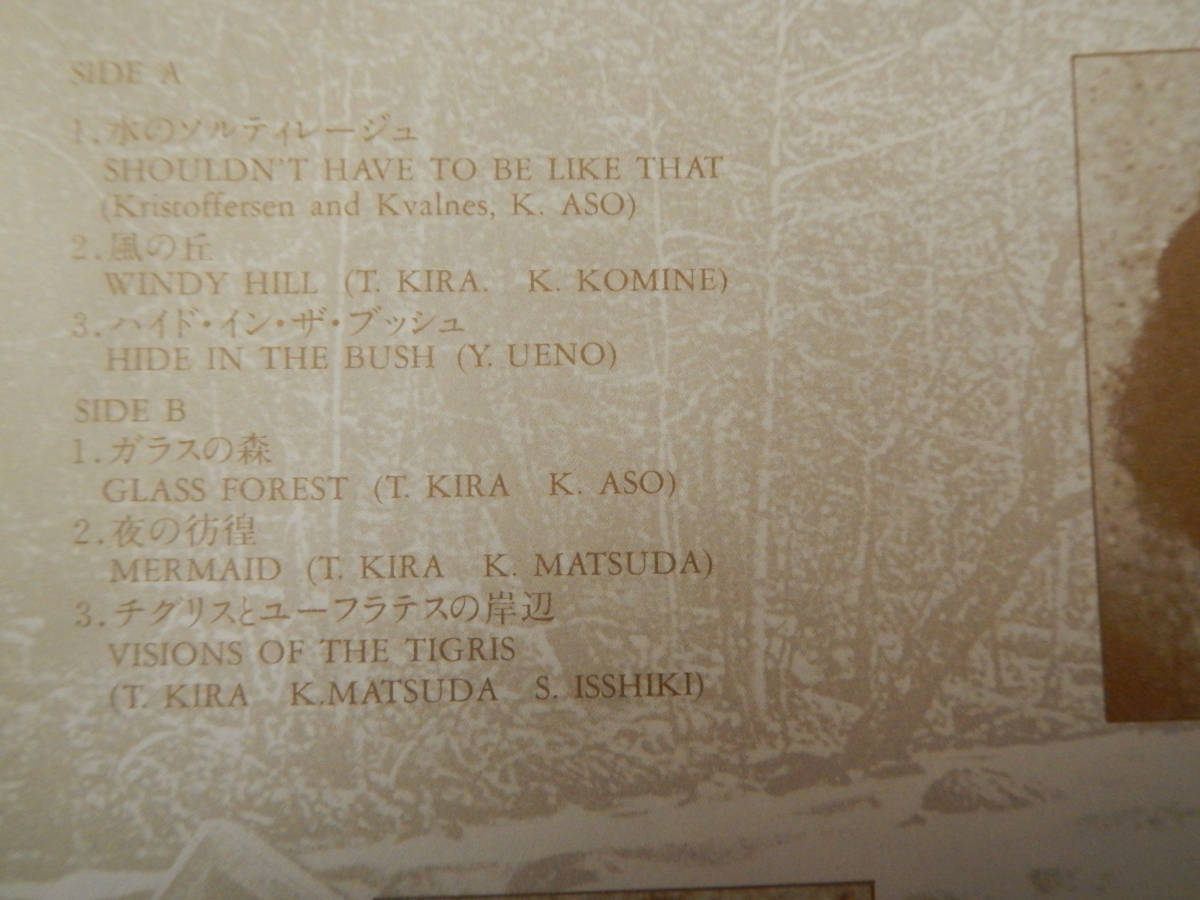 SIDE A
1.水のソルティレージュ
SHOULDN'T HAVE TO BE LIKE THAT
(Kristoffersen and Kvalnes, K. ASO)
2.風の丘
WINDY HILL (T. KIRA. K. KOMINE)
3.ハイド・イン・ザ・ブッシュ
HIDE IN THE BUSH (Y. UENO)
SIDE B
1.ガラスの森
GLASS FOREST (T. KIRA K. ASO)
2.夜の彷徨
MERMAID (T. KIRA K. MATSUDA)
3.チグリスとユーフラテスの岸辺
VISIONS OF THE TIGRIS
(T. KIRA K.MATSUDA S. ISSHIKI)